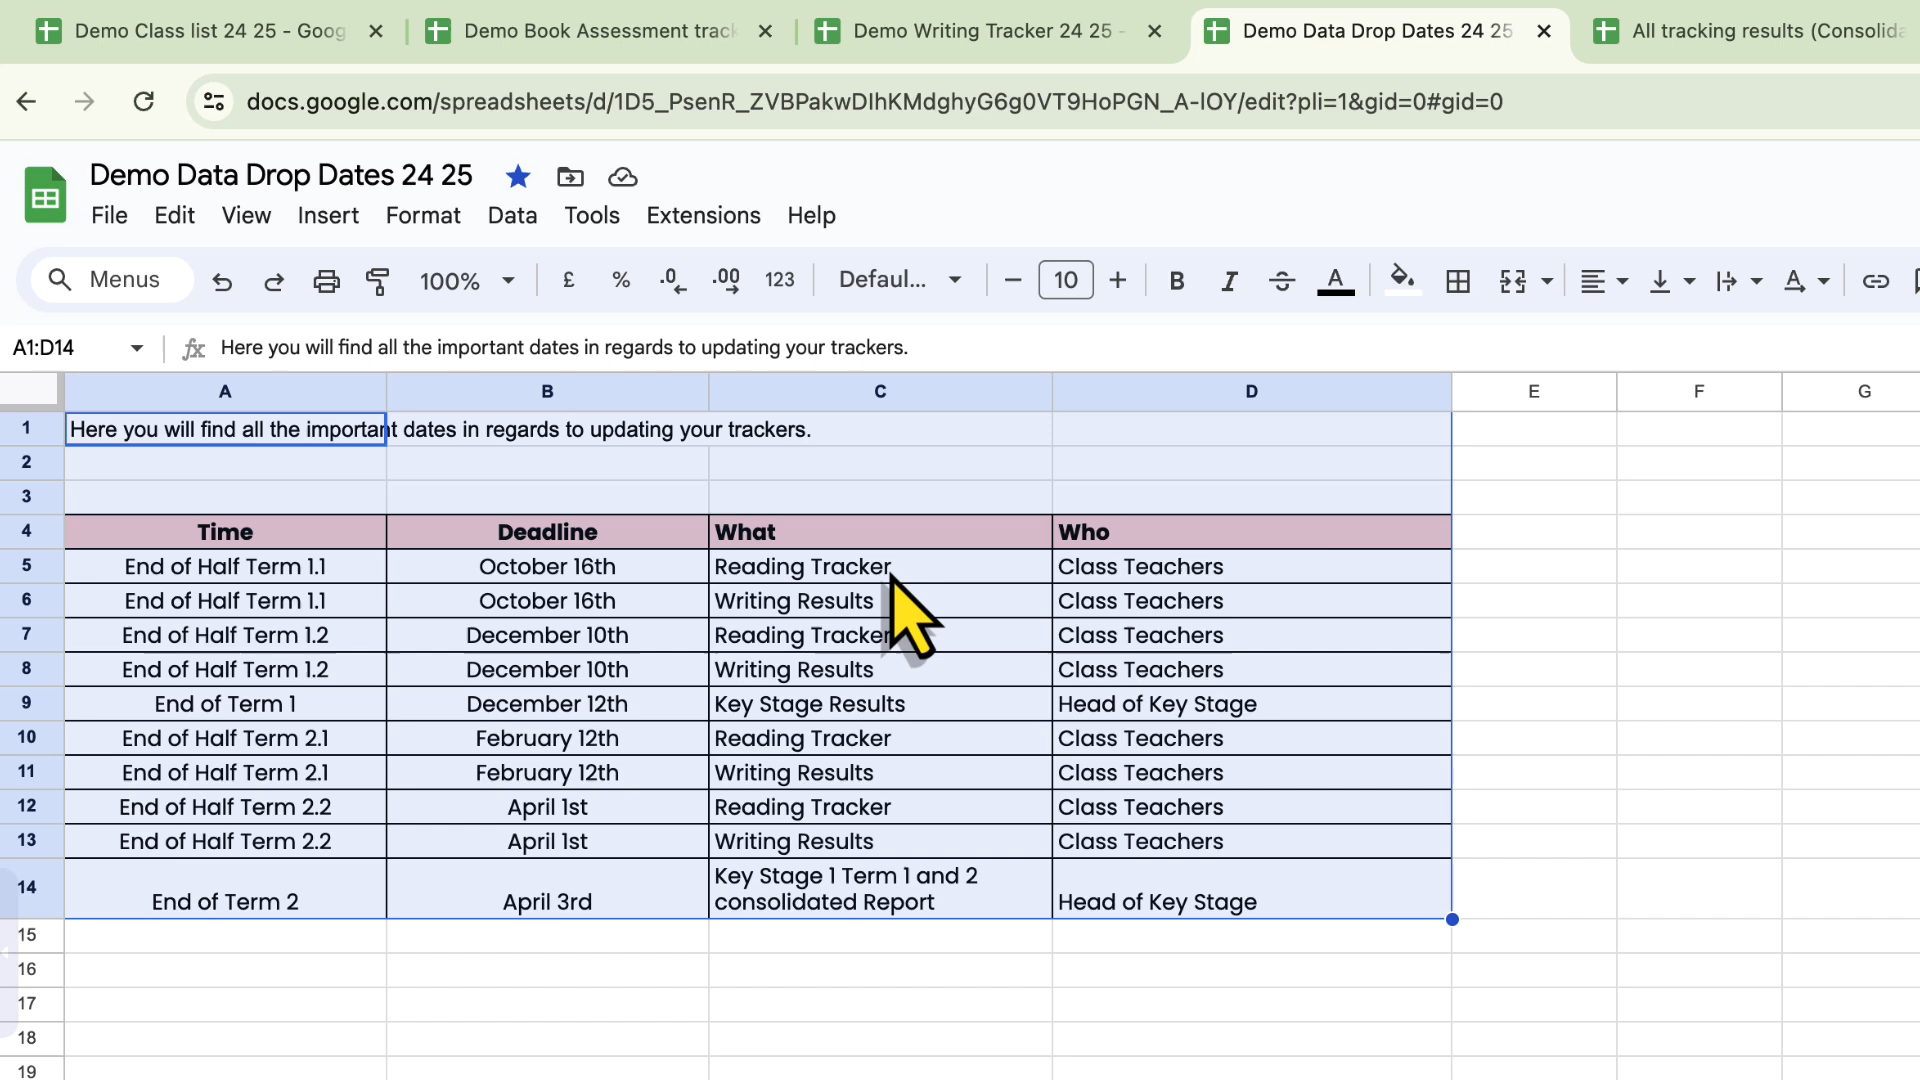 Demo Class list 24 25 - Goog
Demo Book Assessment track
Demo Writing Tracker 24 25 -
Demo Data Drop Dates 24 25
All tracking results (Consolida
docs.google.com/spreadsheets/d/1D5_PsenR_ZVBPakwDIhKMdghyG6g0VT9HoPGN_A-IOY/edit?pli=1&gid=0#gid=0
Demo Data Drop Dates 24 25
File Edit View Insert Format Data Tools Extensions Help
Menus 100% £ % .0 .00 123 Defaul... 10 B I S A A
A1:D14 fx Here you will find all the important dates in regards to updating your trackers.
A B C D E F G
1 Here you will find all the important dates in regards to updating your trackers.
2
3
4 Time Deadline What Who
5 End of Half Term 1.1 October 16th Reading Tracker Class Teachers
6 End of Half Term 1.1 October 16th Writing Results Class Teachers
7 End of Half Term 1.2 December 10th Reading Tracker Class Teachers
8 End of Half Term 1.2 December 10th Writing Results Class Teachers
9 End of Term 1 December 12th Key Stage Results Head of Key Stage
10 End of Half Term 2.1 February 12th Reading Tracker Class Teachers
11 End of Half Term 2.1 February 12th Writing Results Class Teachers
12 End of Half Term 2.2 April 1st Reading Tracker Class Teachers
13 End of Half Term 2.2 April 1st Writing Results Class Teachers
14 End of Term 2 April 3rd Key Stage 1 Term 1 and 2
consolidated Report Head of Key Stage
15
16
17
18
19